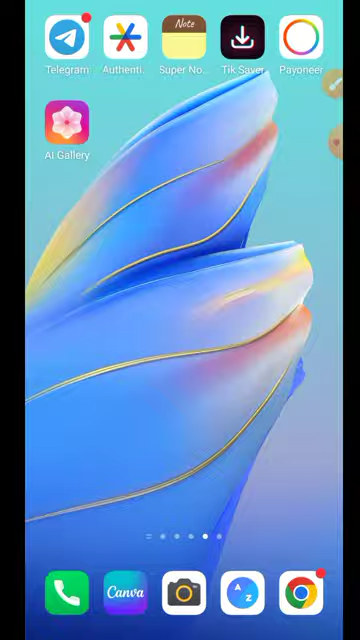 Note
Telegram Authenti.. Super No... Tik Saver Payoneer
AI Gallery
Canva
A Z